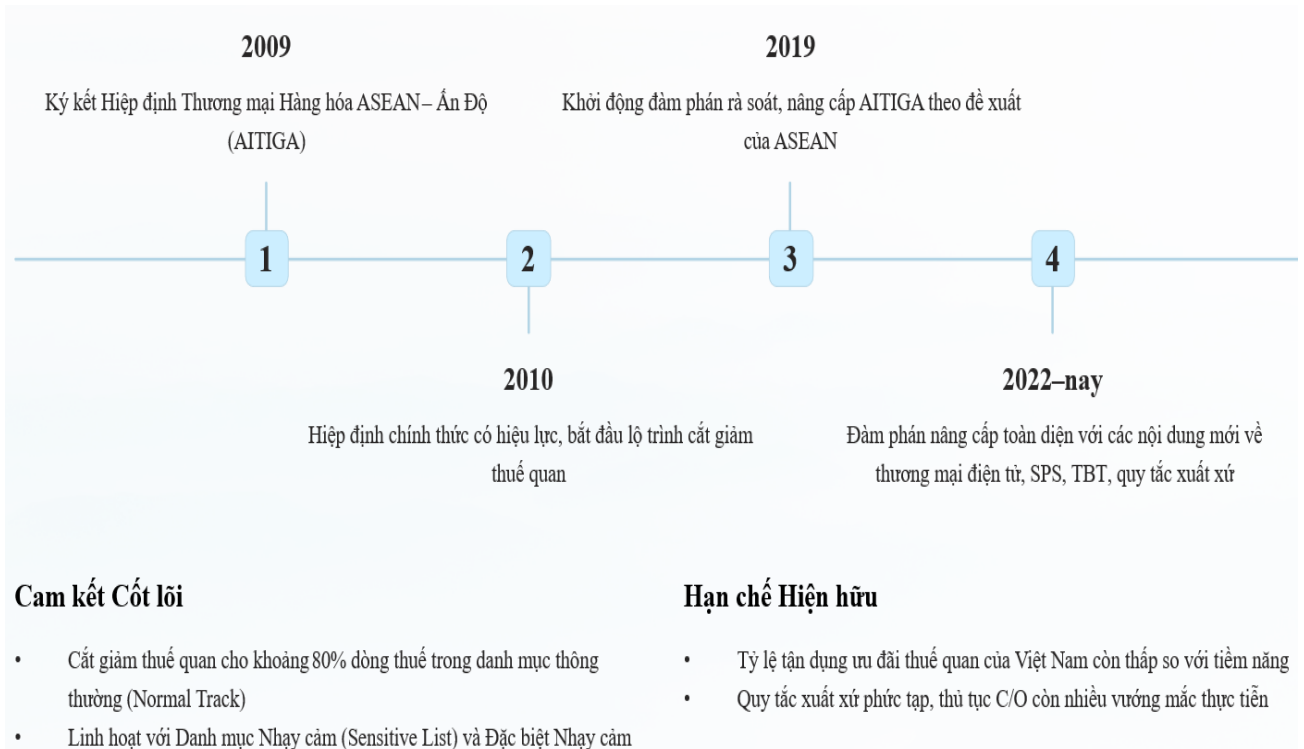 2009
Ký kết Hiệp định Thương mại Hàng hóa ASEAN – Ấn Độ
(AITIGA)
2019
Khởi động đàm phán rà soát, nâng cấp AITIGA theo đề xuất
của ASEAN
1
2
3
4
2010
Hiệp định chính thức có hiệu lực, bắt đầu lộ trình cắt giảm
thuế quan
2022–nay
Đàm phán nâng cấp toàn diện với các nội dung mới về
thương mại điện tử, SPS, TBT, quy tắc xuất xứ
Cam kết Cốt lõi
• Cắt giảm thuế quan cho khoảng 80% dòng thuế trong danh mục thông
thường (Normal Track)
• Linh hoạt với Danh mục Nhạy cảm (Sensitive List) và Đặc biệt Nhạy cảm
Hạn chế Hiện hữu
• Tỷ lệ tận dụng ưu đãi thuế quan của Việt Nam còn thấp so với tiềm năng
• Quy tắc xuất xứ phức tạp, thủ tục C/O còn nhiều vướng mắc thực tiễn